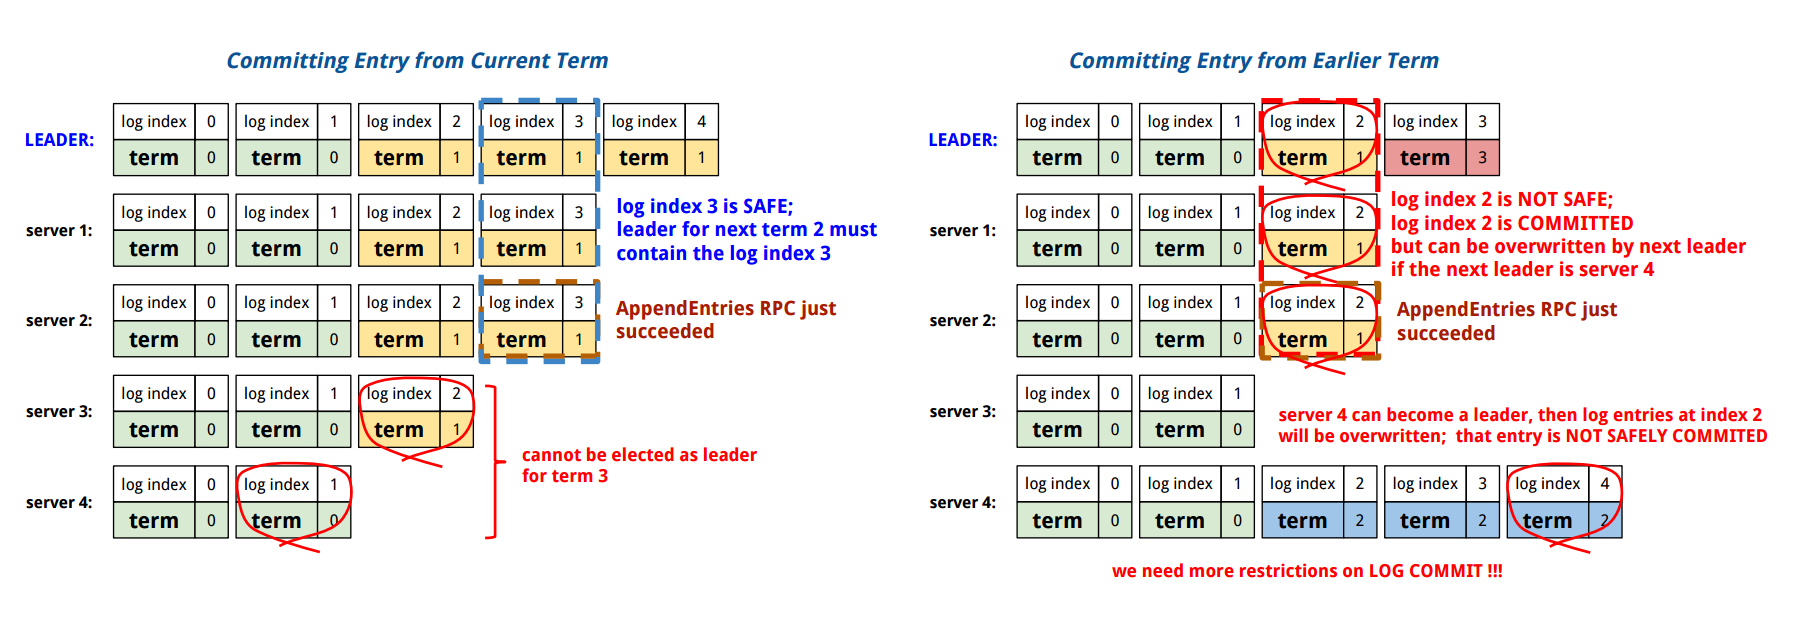 Committing Entry from Current Term
LEADER:
log index 0 log index 1 log index 2 log index 3 log index 4
term 0 term 0 term 1 term 1 term 1
server 1:
log index 0 log index 1 log index 2 log index 3
term 0 term 0 term 1 term 1
log index 3 is SAFE;
leader for next term 2 must
contain the log index 3
server 2:
log index 0 log index 1 log index 2 log index 3
term 0 term 0 term 1 term 1
AppendEntries RPC just
succeeded
server 3:
log index 0 log index 1 log index 2
term 0 term 0 term 1
server 4:
log index 0 log index 1
term 0 term 0
cannot be elected as leader
for term 3
Committing Entry from Earlier Term
LEADER:
log index 0 log index 1 log index 2 log index 3
term 0 term 0 term 1 term 3
server 1:
log index 0 log index 1 log index 2
term 0 term 0 term 1
log index 2 is NOT SAFE;
log index 2 is COMMITTED
but can be overwritten by next leader
if the next leader is server 4
server 2:
log index 0 log index 1 log index 2
term 0 term 0 term 1
AppendEntries RPC just
succeeded
server 3:
log index 0 log index 1
term 0 term 0
server 4 can become a leader, then log entries at index 2
will be overwritten; that entry is NOT SAFELY COMMITED
server 4:
log index 0 log index 1 log index 2 log index 3 log index 4
term 0 term 0 term 2 term 2 term 2
we need more restrictions on LOG COMMIT !!!